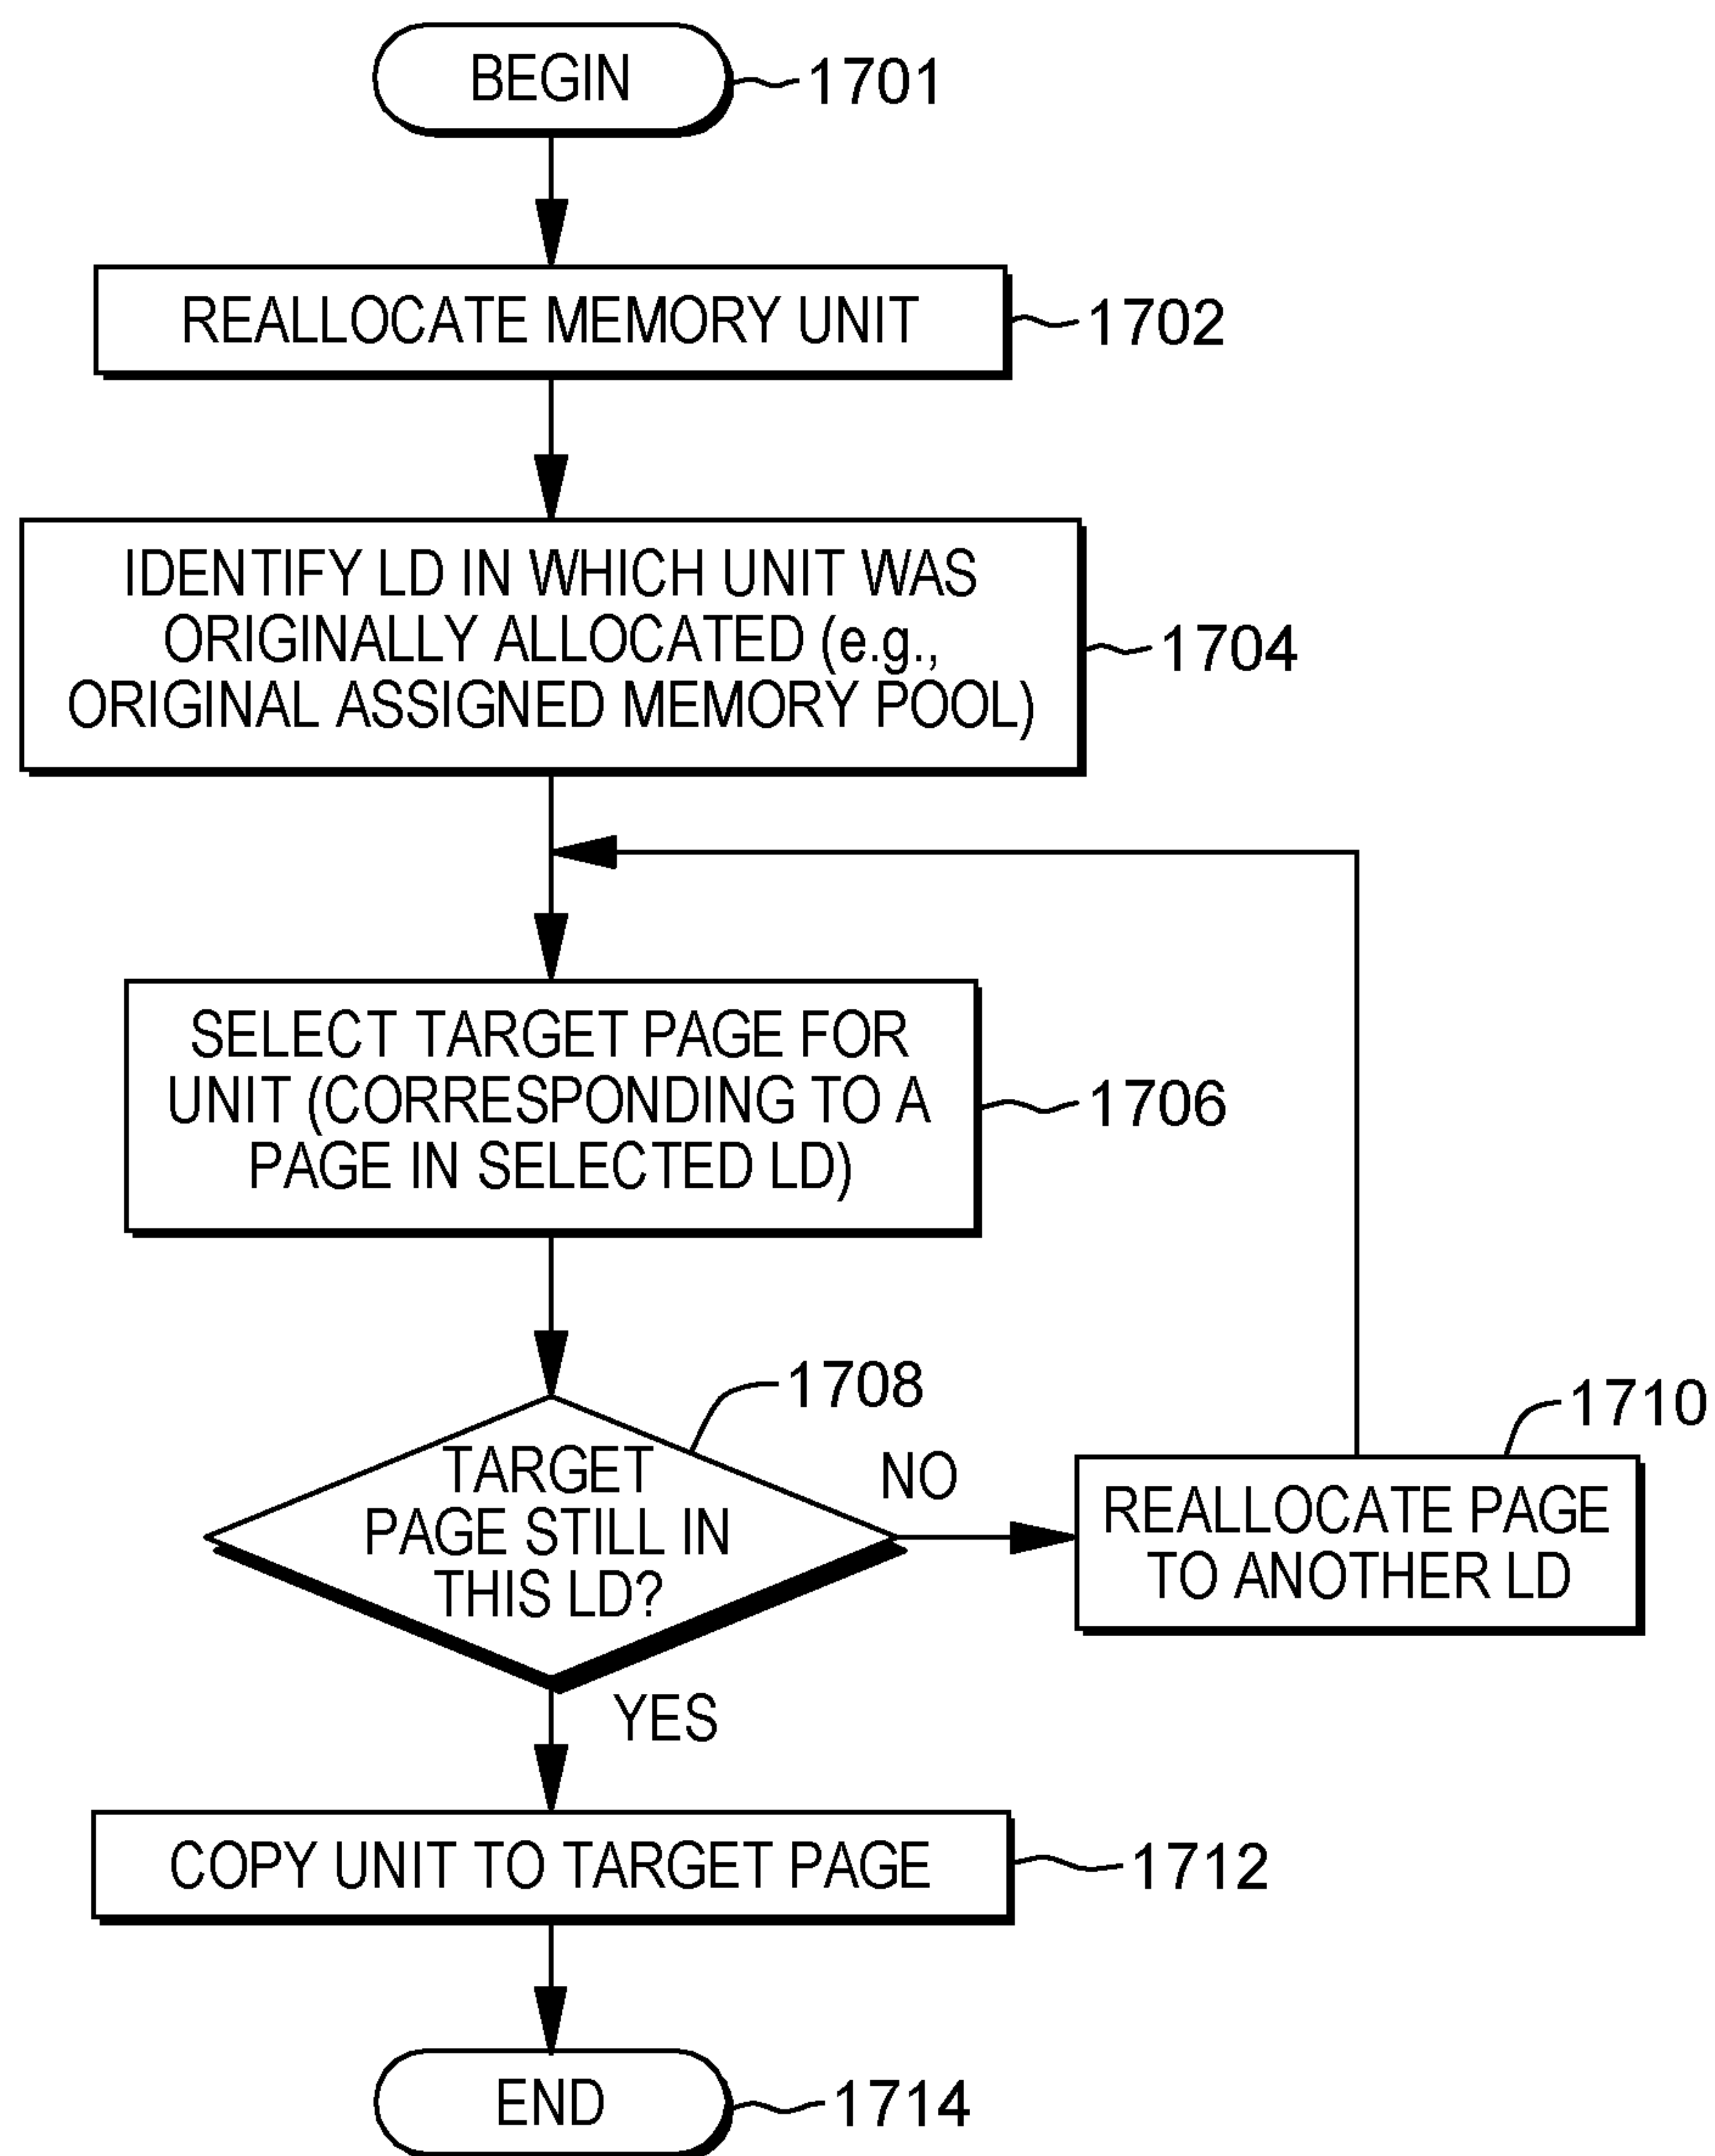 BEGIN
1701
REALLOCATE MEMORY UNIT
1702
IDENTIFY LD IN WHICH UNIT WAS
ORIGINALLY ALLOCATED (e.g.,
ORIGINAL ASSIGNED MEMORY POOL)
1704
SELECT TARGET PAGE FOR
UNIT (CORRESPONDING TO A
PAGE IN SELECTED LD)
1706
TARGET
PAGE STILL IN
THIS LD?
1708
NO
REALLOCATE PAGE
TO ANOTHER LD
1710
YES
COPY UNIT TO TARGET PAGE
1712
END
1714